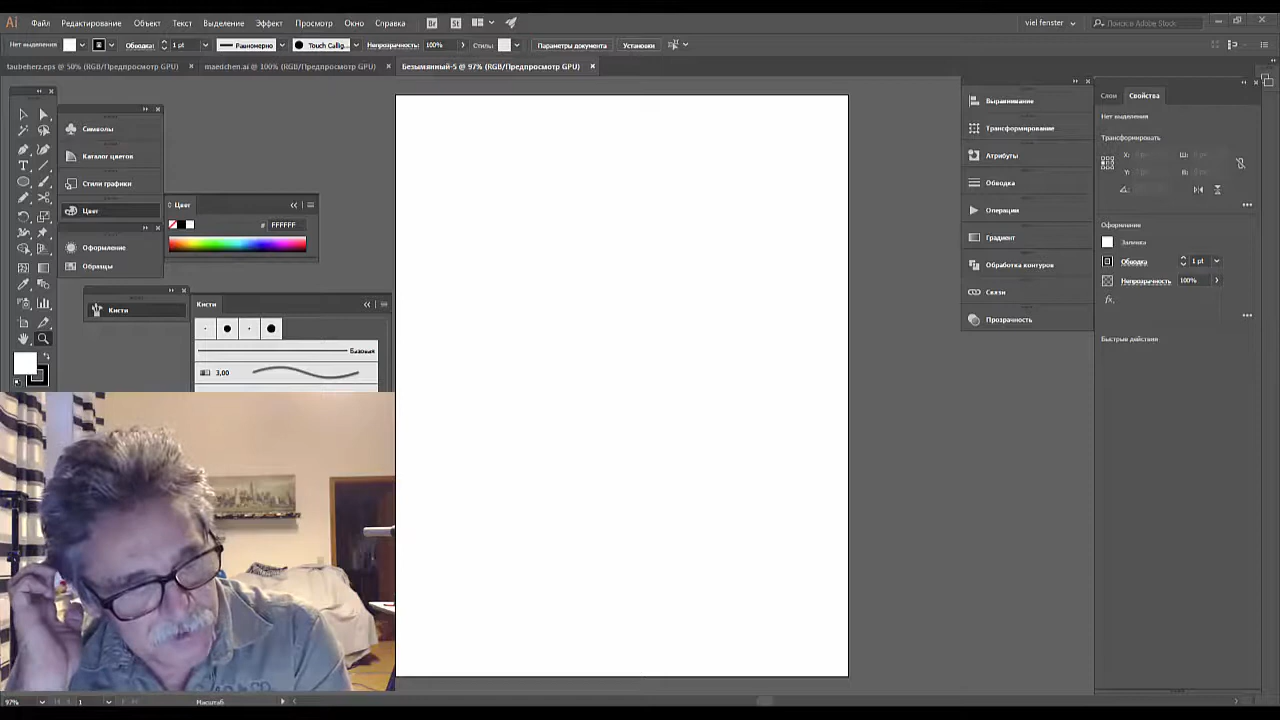 Ai Файл Редактирование Объект Текст Выделение Эффект Просмотр Окно Справка Br St viel fenster Поиск в Adobe Stock
Нет выделения Обводка: 1 pt Равномерно Touch Callig... Непрозрачность: 100% Стиль: Параметры документа Установки
taubeherz.eps @ 50% (RGB/Предпросмотр GPU) × maedchen.ai @ 100% (RGB/Предпросмотр GPU) × Безымянный-5 @ 97% (RGB/Предпросмотр GPU) ×
Символы
Каталог цветов
Стили графики
Цвет
Оформление
Образцы
Кисти
Цвет
# FFFFFF
Кисти
Базовая
3,00
Выравнивание
Трансформирование
Атрибуты
Обводка
Операции
Градиент
Обработка контуров
Связи
Прозрачность
Слои Свойства
Нет выделения
Трансформировать
X: Ш:
Y: В:
Оформление
Заливка
Обводка 1 pt
Непрозрачность 100%
fx.
Быстрые действия
97% 1 Масштаб